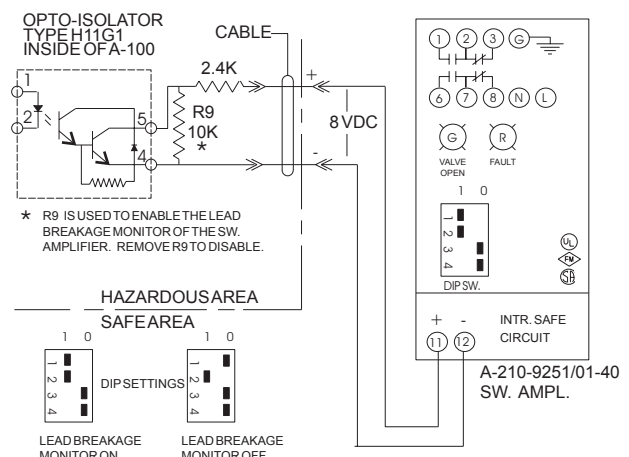 OPTO-ISOLATOR
TYPE H11G1
INSIDE OF A-100
CABLE
2.4K
1
2
5
4
R9
10K
*
+
8 VDC
-
* R9 IS USED TO ENABLE THE LEAD
BREAKAGE MONITOR OF THE SW.
AMPLIFIER. REMOVE R9 TO DISABLE.
HAZARDOUS AREA
SAFE AREA
1 0
1
2
3
4
DIP SETTINGS
1 0
1
2
3
4
LEAD BREAKAGE
MONITOR ON
LEAD BREAKAGE
MONITOR OFF
1 2 3 G
6 7 8 N L
G
R
VALVE
OPEN
FAULT
1 0
1
2
3
4
DIP SW.
UL
FM
SA
+ -
INTR. SAFE
CIRCUIT
11 12
A-210-9251/01-40
SW. AMPL.